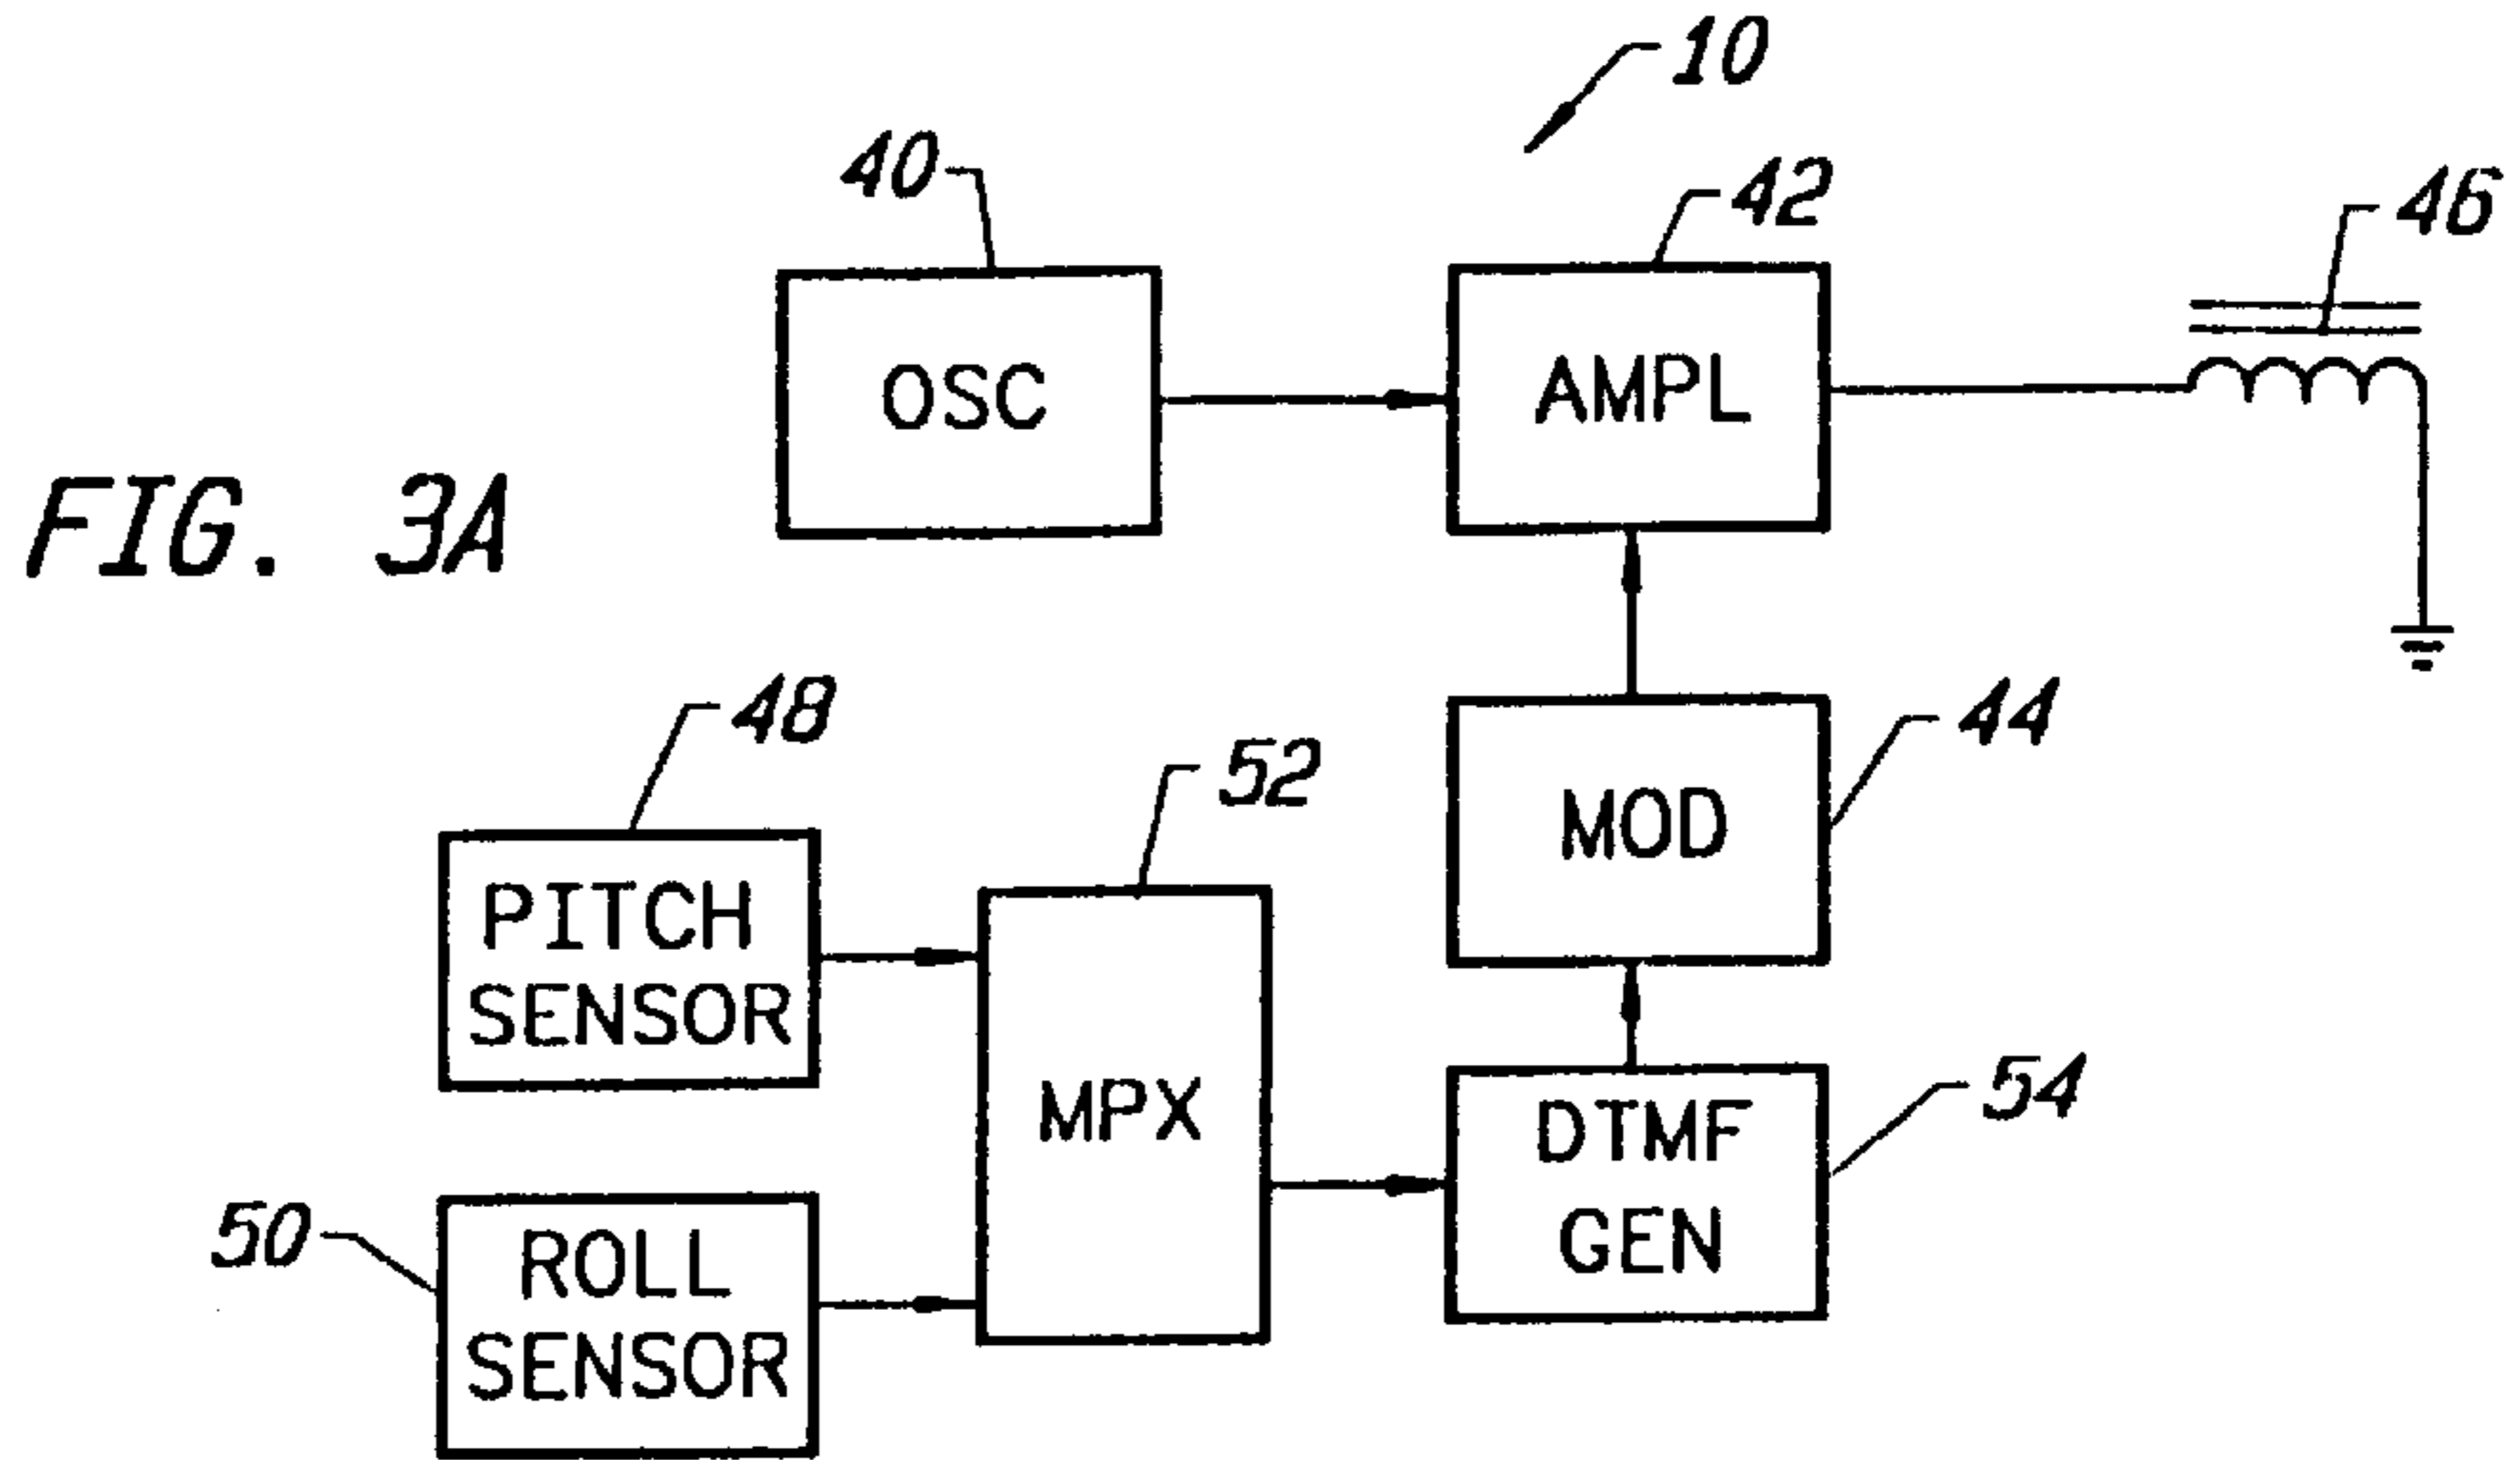 10
40
42
46
OSC
AMPL
FIG. 3A
48
52
44
MOD
PITCH
SENSOR
MPX
54
DTMF
GEN
50
ROLL
SENSOR